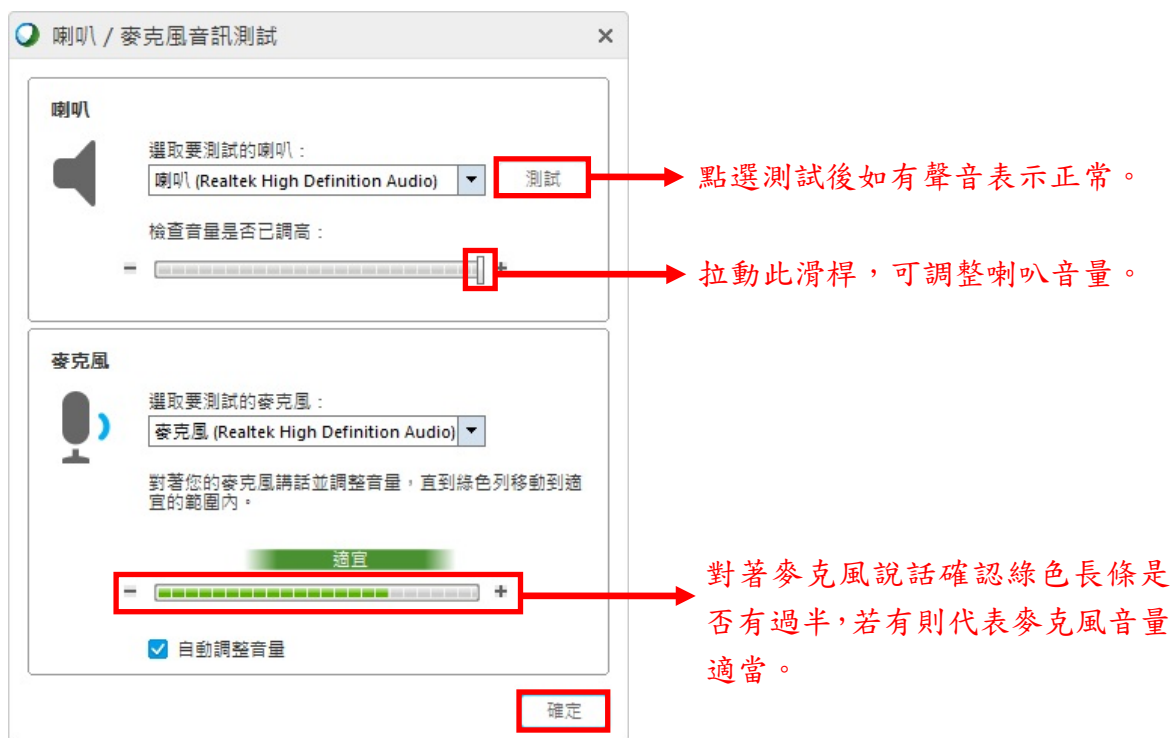 喇叭 / 麥克風音訊測試
喇叭
選取要測試的喇叭：
喇叭 (Realtek High Definition Audio)
測試
點選測試後如有聲音表示正常。
檢查音量是否已調高：
- +
拉動此滑桿，可調整喇叭音量。
麥克風
選取要測試的麥克風：
麥克風 (Realtek High Definition Audio)
對著您的麥克風講話並調整音量，直到綠色列移動到適
宜的範圍內。
適宜
- +
對著麥克風說話確認綠色長條是
否有過半，若有則代表麥克風音量
適當。
自動調整音量
確定